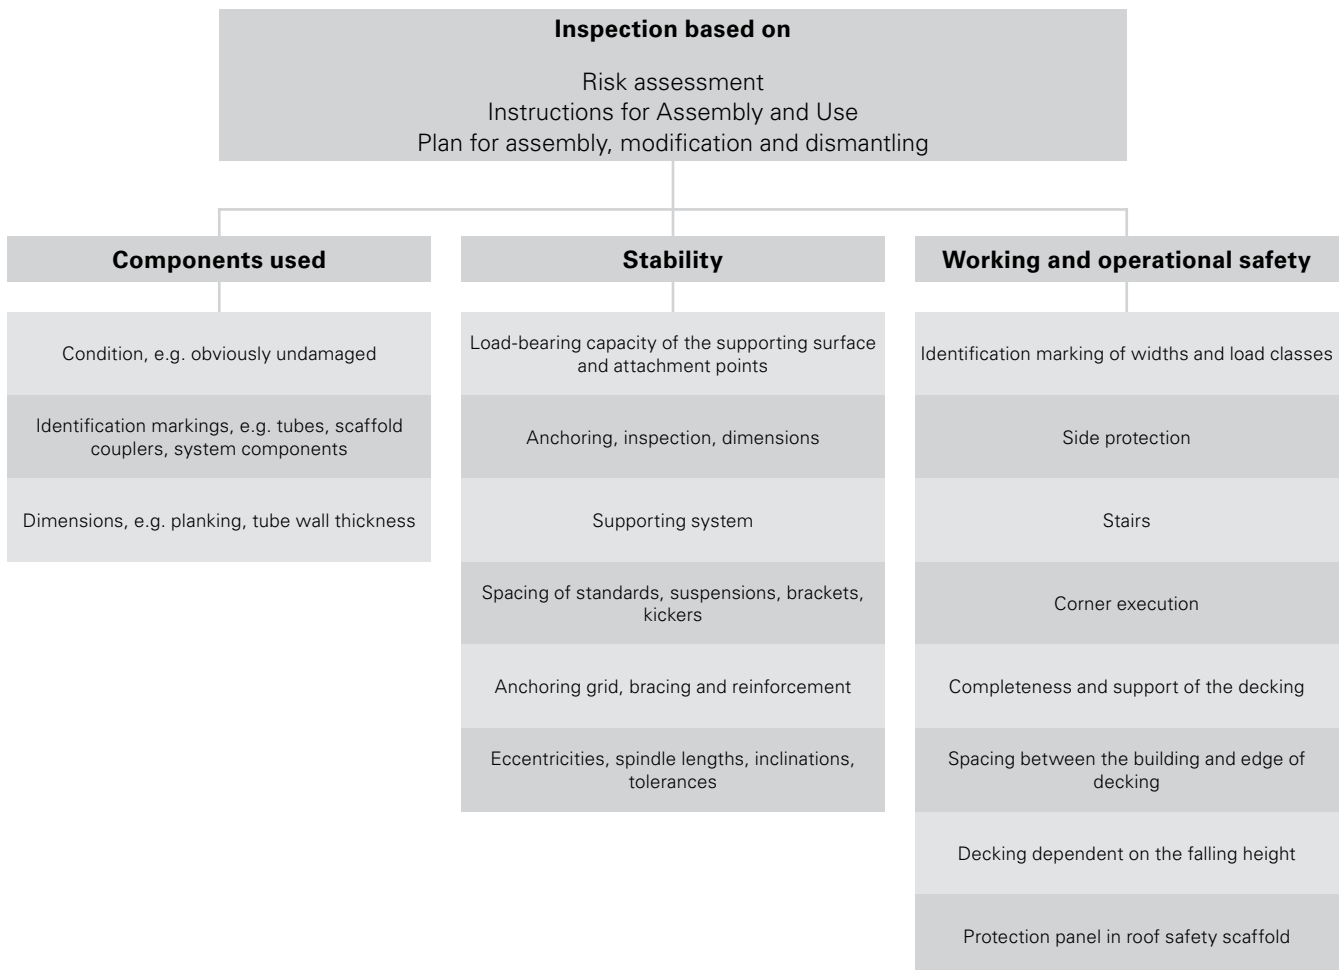 Inspection based on
Risk assessment
Instructions for Assembly and Use
Plan for assembly, modification and dismantling
Components used
Condition, e.g. obviously undamaged
Identification markings, e.g. tubes, scaffold
couplers, system components
Dimensions, e.g. planking, tube wall thickness
Stability
Load-bearing capacity of the supporting surface
and attachment points
Anchoring, inspection, dimensions
Supporting system
Spacing of standards, suspensions, brackets,
kickers
Anchoring grid, bracing and reinforcement
Eccentricities, spindle lengths, inclinations,
tolerances
Working and operational safety
Identification marking of widths and load classes
Side protection
Stairs
Corner execution
Completeness and support of the decking
Spacing between the building and edge of
decking
Decking dependent on the falling height
Protection panel in roof safety scaffold